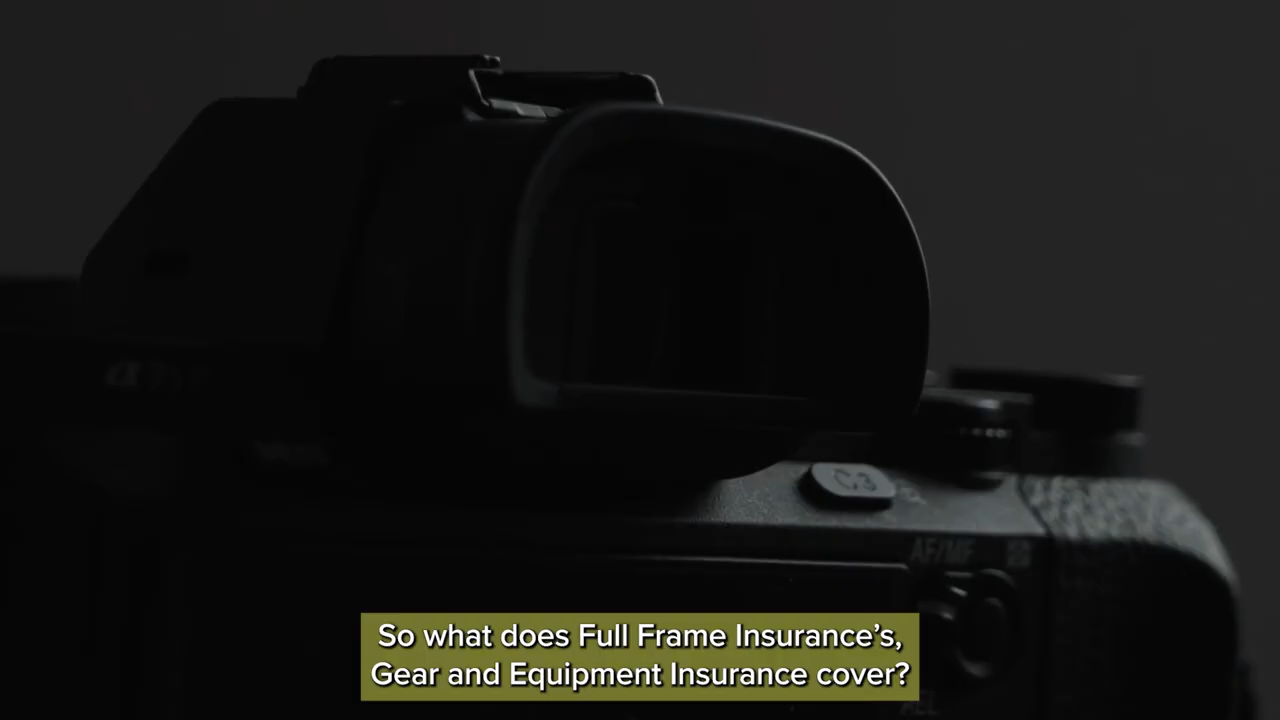 C3
AF/MF
So what does Full Frame Insurance’s,
Gear and Equipment Insurance cover?